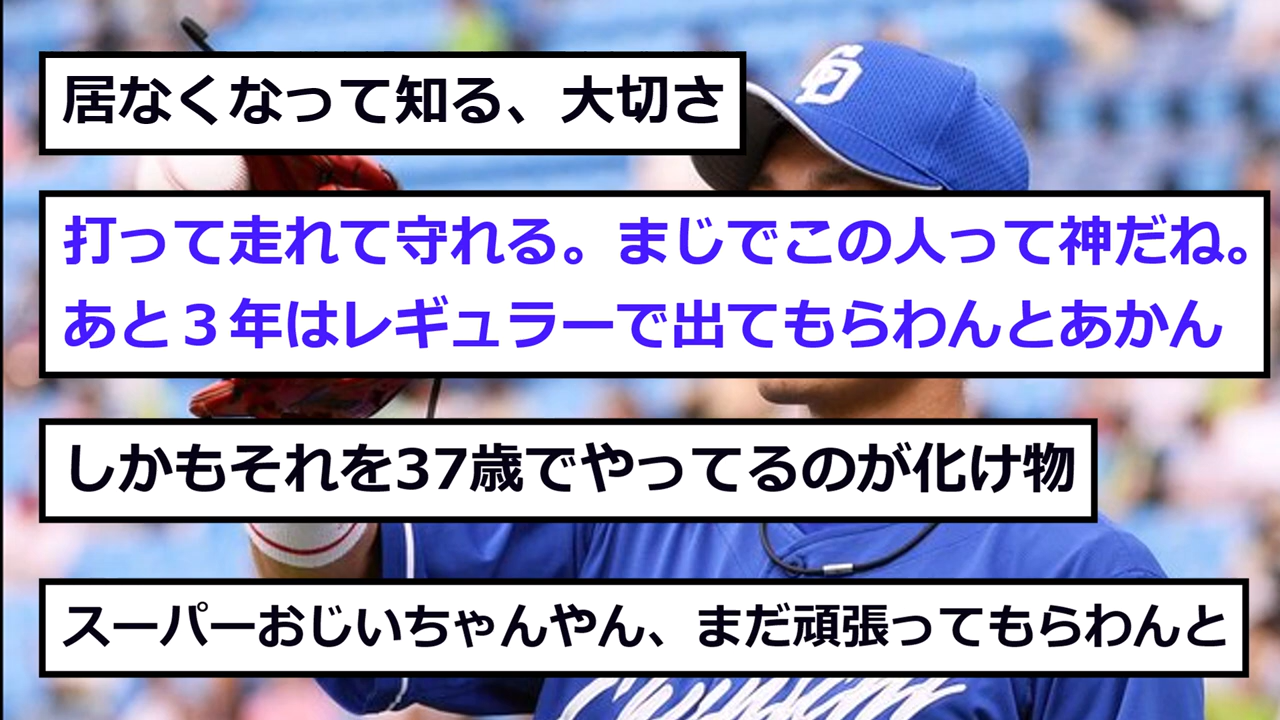 居なくなって知る、大切さ
打って走れて守れる。まじでこの人って神だね。
あと３年はレギュラーで出てもらわんとあかん
しかもそれを37歳でやってるのが化け物
スーパーおじいちゃんやん、まだ頑張ってもらわんと
CD